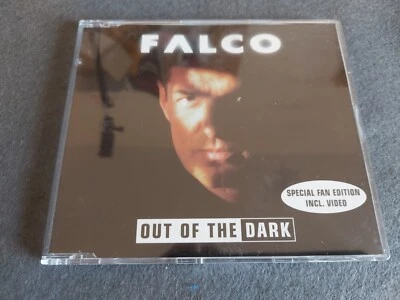 FALCO
SPECIAL FAN EDITION
INCL. VIDEO
OUT OF THE DARK